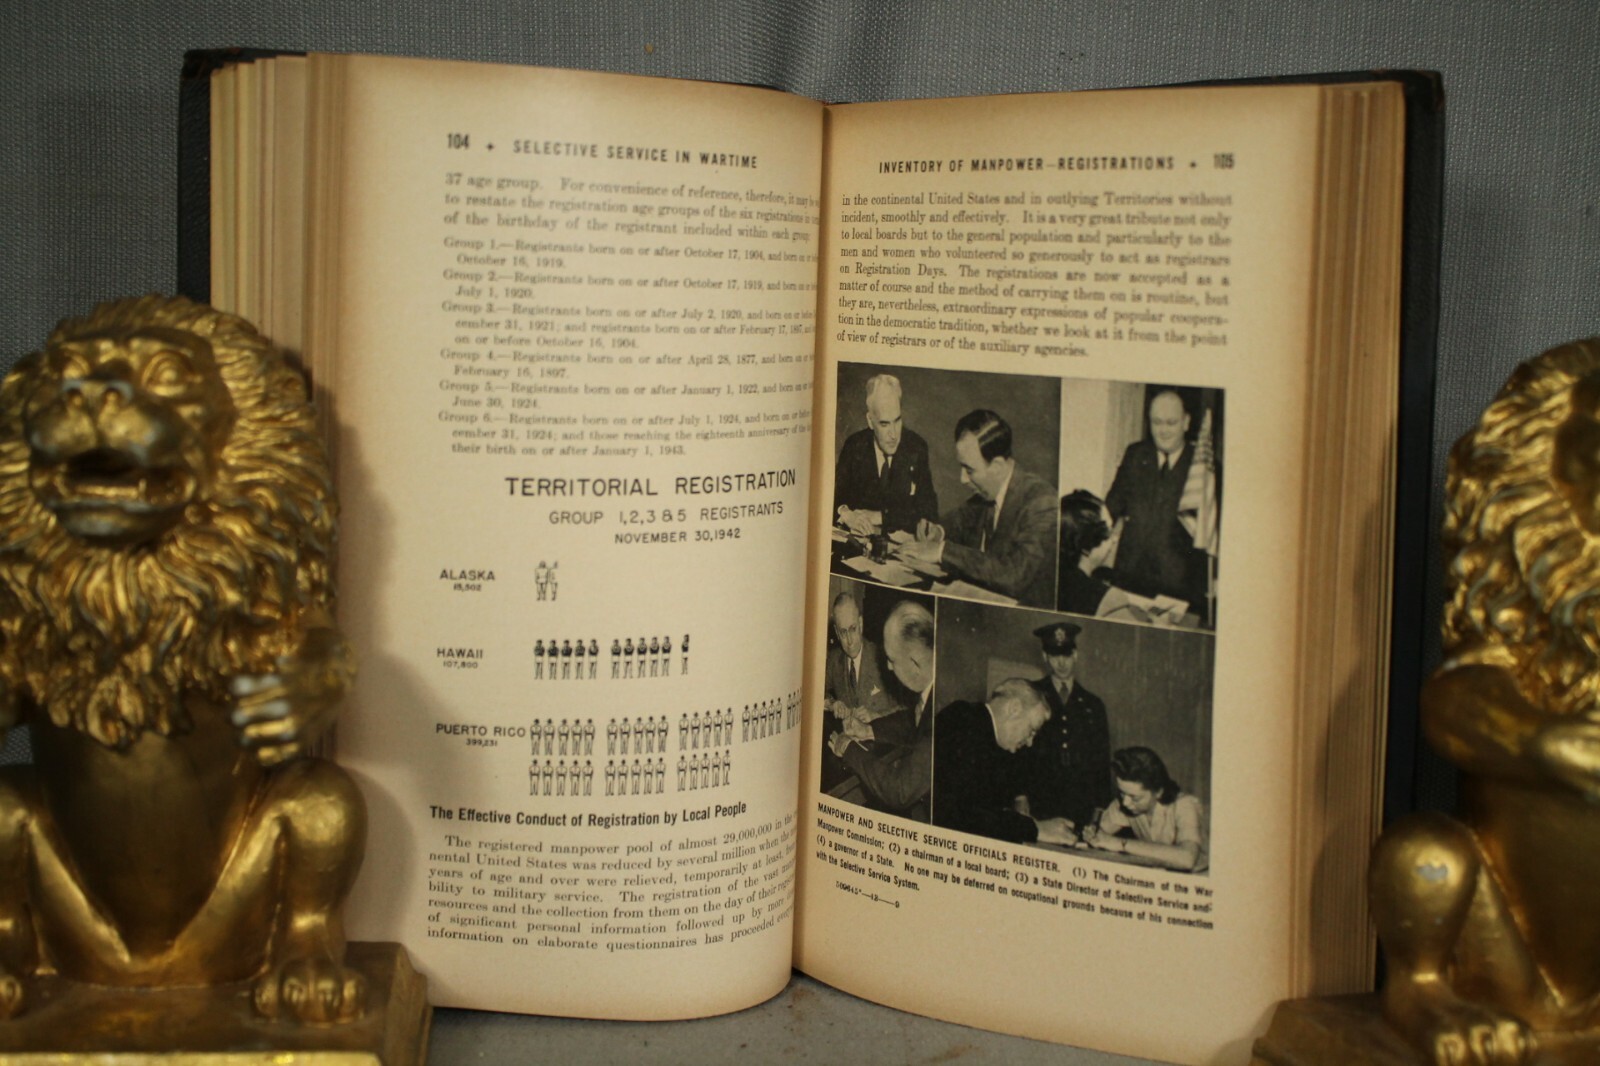 104 + SELECTIVE SERVICE IN WARTIME
37 age group. For convenience of reference, therefore, it may be
to restate the registration age groups of the six registrations in
of the birthday of the registrant included within each group.
Group 1.—Registrants born on or after October 17, 1904, and born on or
October 16, 1919.
Group 2.—Registrants born on or after October 17, 1919, and born on or
July 1, 1920.
Group 3.—Registrants born on or after July 2, 1920, and born on or before
cember 31, 1921; and registrants born on or after February 17, 1897, and
on or before October 16, 1904.
Group 4.—Registrants born on or after April 28, 1877, and born on or
February 16, 1897.
Group 5.—Registrants born on or after January 1, 1922, and born on or
June 30, 1924.
Group 6.—Registrants born on or after July 1, 1924, and born on or before
cember 31, 1924; and those reaching the eighteenth anniversary of the
their birth on or after January 1, 1943.
TERRITORIAL REGISTRATION
GROUP 1,2,3 & 5 REGISTRANTS
NOVEMBER 30,1942
ALASKA
15,502
HAWAII
107,800
PUERTO RICO
399,231
The Effective Conduct of Registration by Local People
The registered manpower pool of almost 29,000,000 in the
nental United States was reduced by several million when the
years of age and over were relieved, temporarily at least,
bility to military service. The registration of the vast
resources and the collection from them on the day of their
of significant personal information followed up by more
information on elaborate questionnaires has proceeded
INVENTORY OF MANPOWER—REGISTRATIONS + 105
in the continental United States and in outlying Territories without
incident, smoothly and effectively. It is a very great tribute not only
to local boards but to the general population and particularly to the
men and women who volunteered so generously to act as registrars
on Registration Days. The registrations are now accepted as a
matter of course and the method of carrying them on is routine, but
they are, nevertheless, extraordinary expressions of popular coopera-
tion in the democratic tradition, whether we look at it from the point
of view of registrars or of the auxiliary agencies.
MANPOWER AND SELECTIVE SERVICE OFFICIALS REGISTER. (1) The Chairman of the War
Manpower Commission; (2) a chairman of a local board; (3) a State Director of Selective Service and
(4) a governor of a State. No one may be deferred on occupational grounds because of his connection
with the Selective Service System.